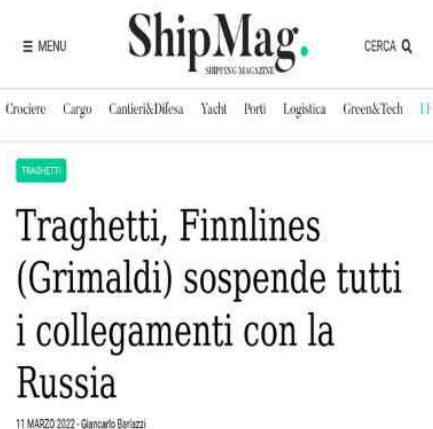 ≡ MENU
ShipMag.
SHIPPING MAGAZINE
CERCA
Crociere Cargo Cantieri&Difesa Yacht Porti Logistica Green&Tech
TRAGHETTI
Traghetti, Finnlines
(Grimaldi) sospende tutti
i collegamenti con la
Russia
11 MARZO 2022 - Giancarlo Barlazzi